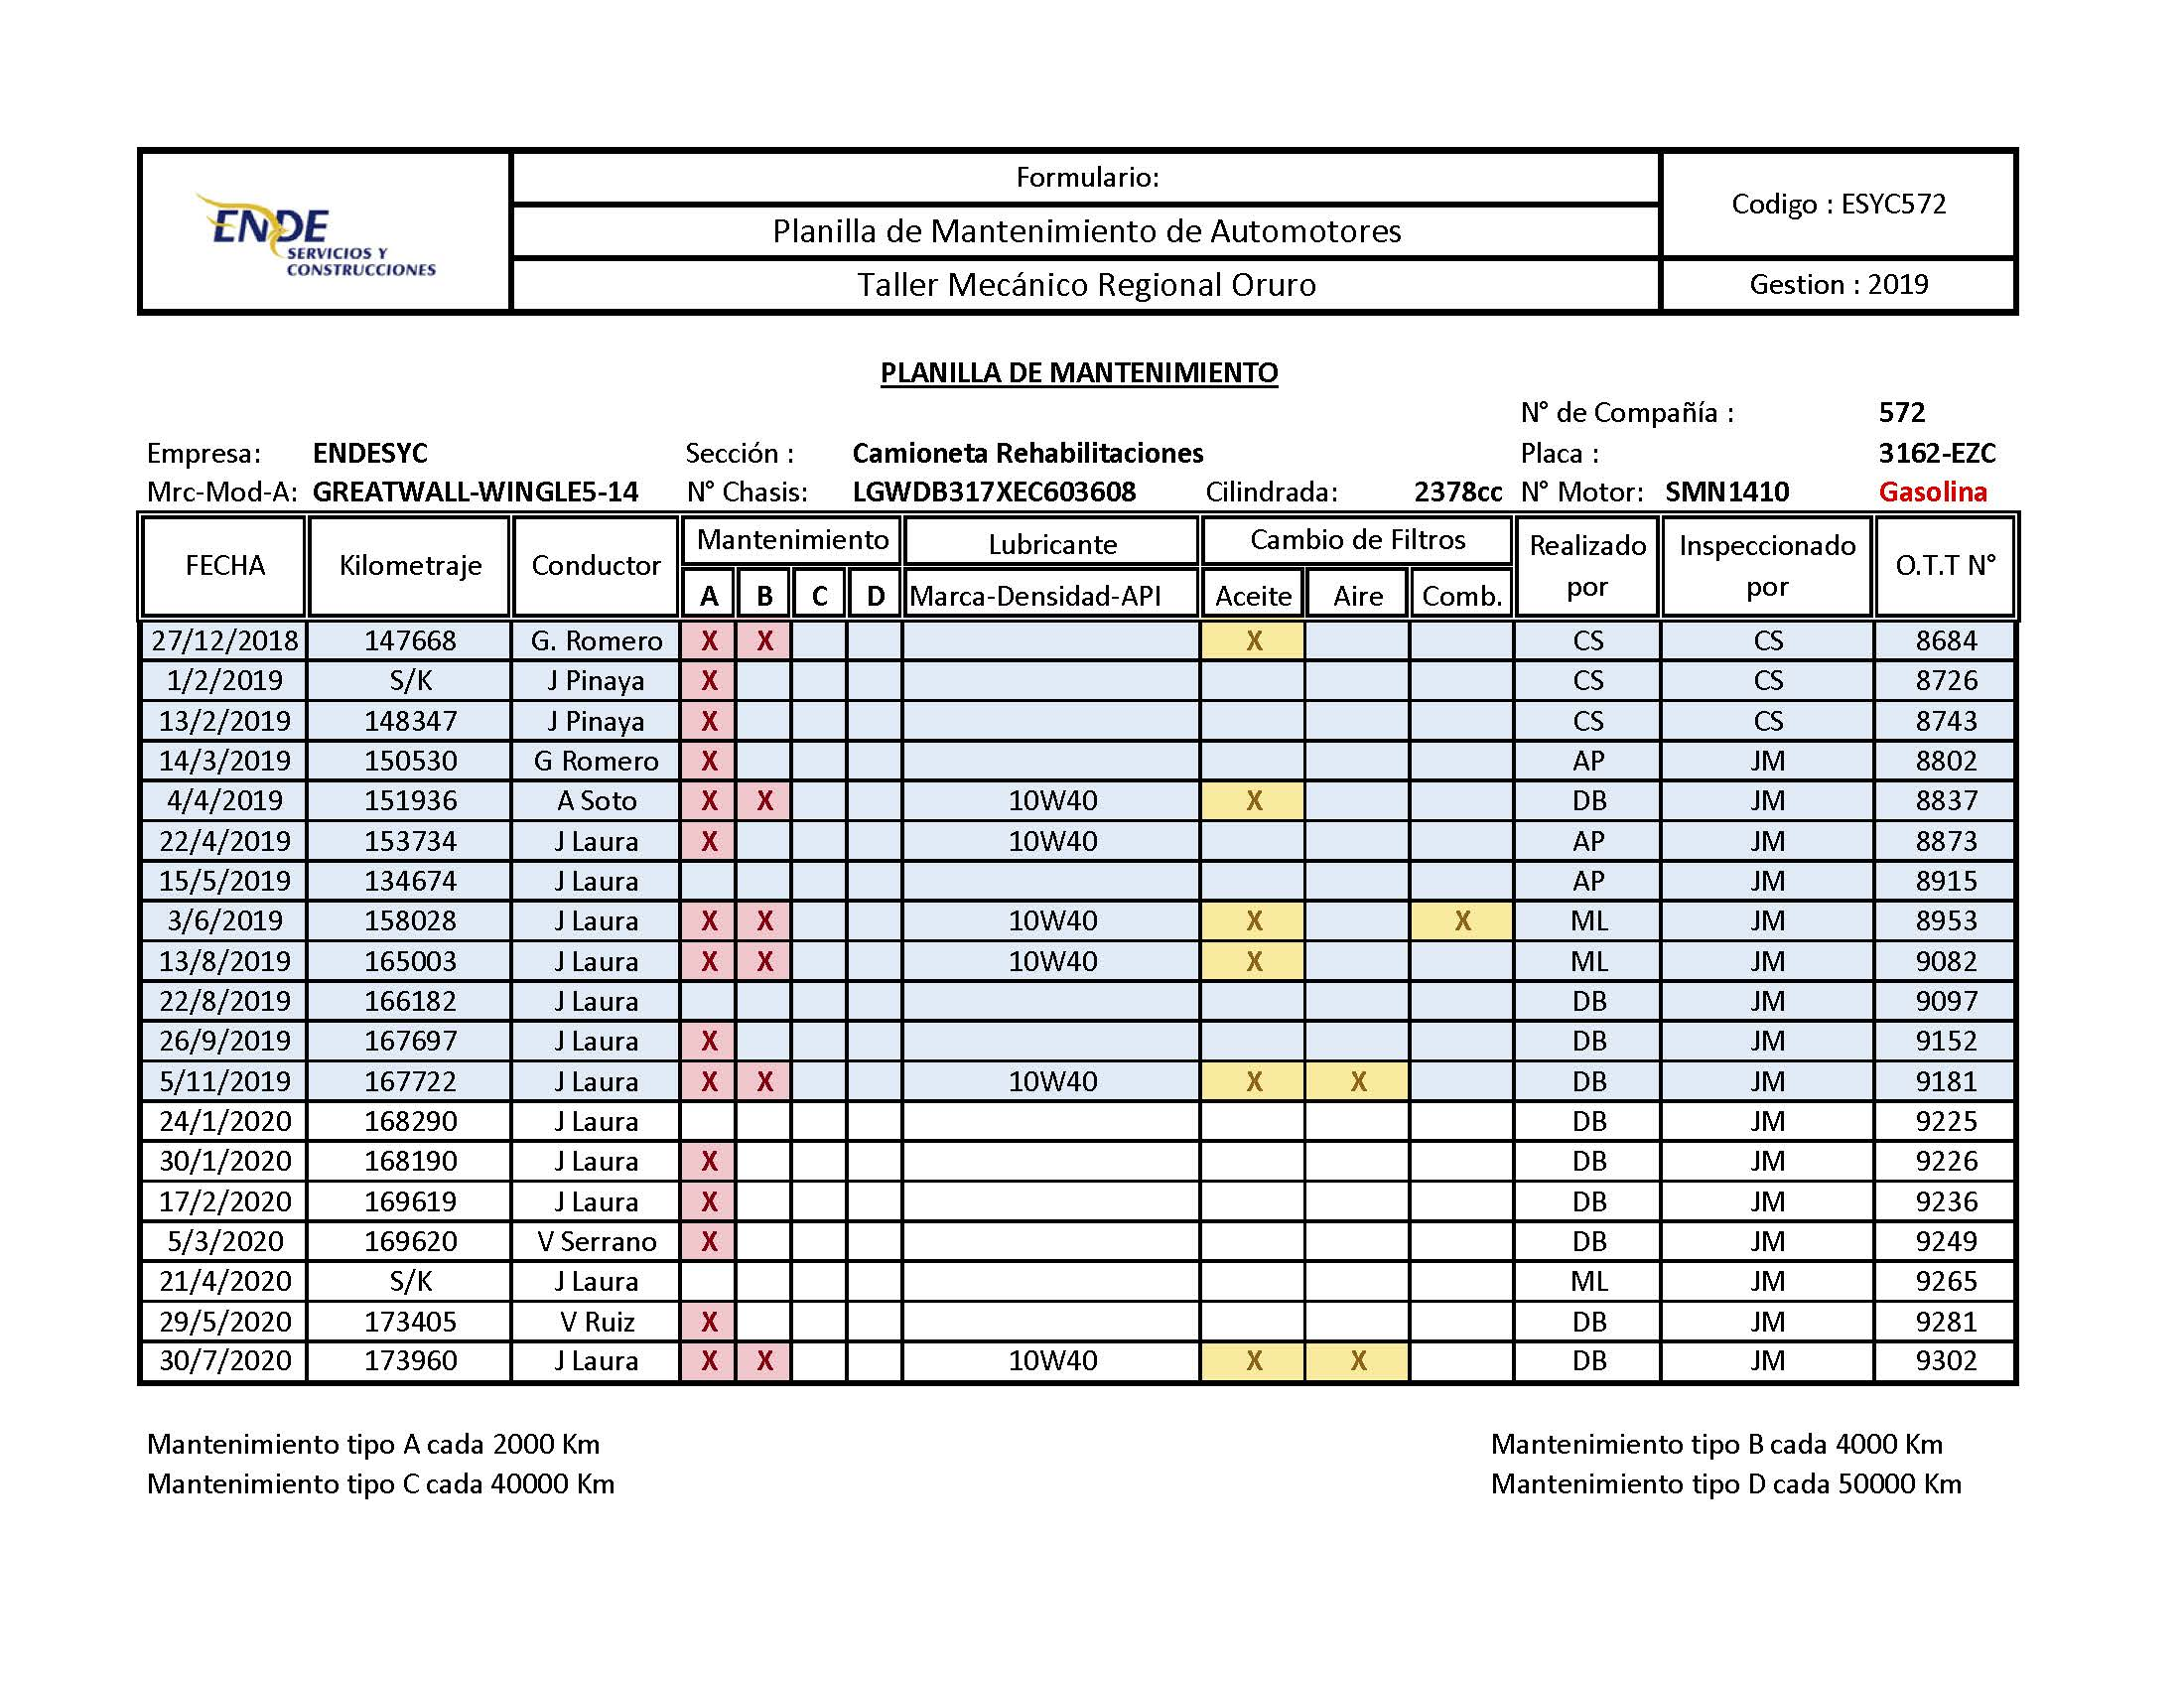 ENDE
SERVICIOS Y
CONSTRUCCIONES
Formulario:
Planilla de Mantenimiento de Automotores
Taller Mecánico Regional Oruro
Codigo : ESYC572
Gestion : 2019
PLANILLA DE MANTENIMIENTO
N° de Compañía : 572
Empresa: ENDESYC Sección : Camioneta Rehabilitaciones Placa : 3162-EZC
Mrc-Mod-A: GREATWALL-WINGLE5-14 N° Chasis: LGWDB317XEC603608 Cilindrada: 2378cc N° Motor: SMN1410 Gasolina
FECHA Kilometraje Conductor Mantenimiento Lubricante Cambio de Filtros Realizado por Inspeccionado por O.T.T N°
A B C D Marca-Densidad-API Aceite Aire Comb.
27/12/2018 147668 G. Romero X X X CS CS 8684
1/2/2019 S/K J Pinaya X CS CS 8726
13/2/2019 148347 J Pinaya X CS CS 8743
14/3/2019 150530 G Romero X AP JM 8802
4/4/2019 151936 A Soto X X 10W40 X DB JM 8837
22/4/2019 153734 J Laura X 10W40 AP JM 8873
15/5/2019 134674 J Laura AP JM 8915
3/6/2019 158028 J Laura X X 10W40 X X ML JM 8953
13/8/2019 165003 J Laura X X 10W40 X ML JM 9082
22/8/2019 166182 J Laura DB JM 9097
26/9/2019 167697 J Laura X DB JM 9152
5/11/2019 167722 J Laura X X 10W40 X X DB JM 9181
24/1/2020 168290 J Laura DB JM 9225
30/1/2020 168190 J Laura X DB JM 9226
17/2/2020 169619 J Laura X DB JM 9236
5/3/2020 169620 V Serrano X DB JM 9249
21/4/2020 S/K J Laura ML JM 9265
29/5/2020 173405 V Ruiz X DB JM 9281
30/7/2020 173960 J Laura X X 10W40 X X DB JM 9302
Mantenimiento tipo A cada 2000 Km Mantenimiento tipo B cada 4000 Km
Mantenimiento tipo C cada 40000 Km Mantenimiento tipo D cada 50000 Km